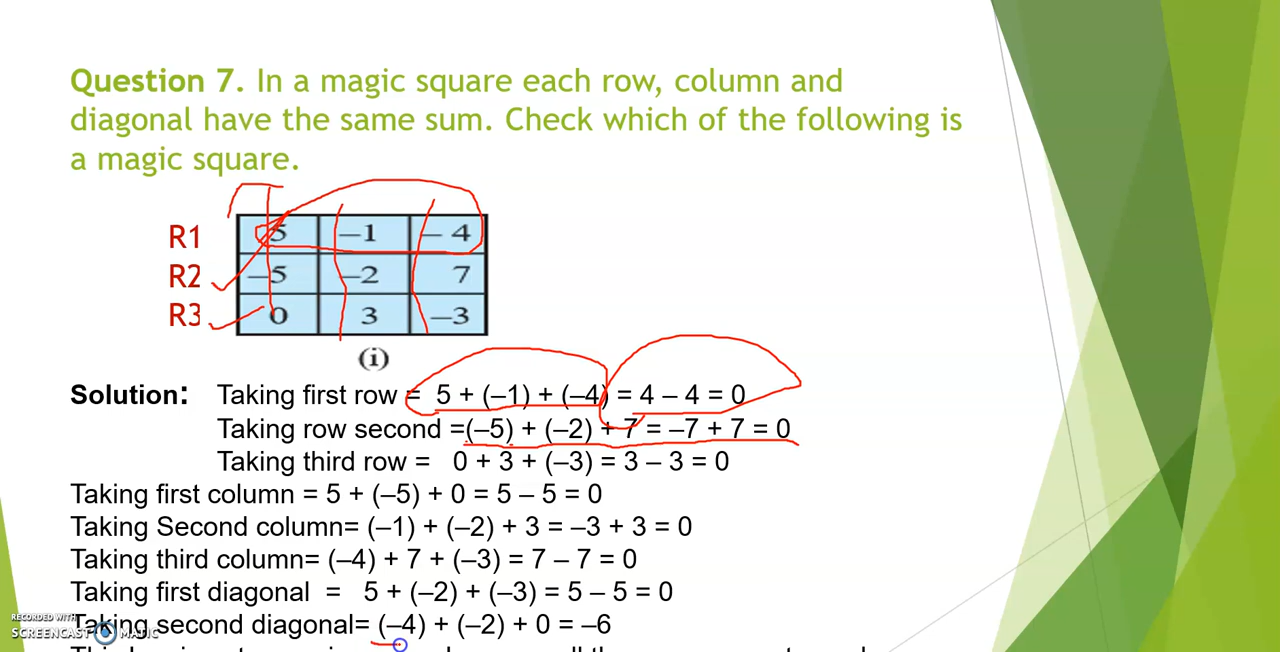 Question 7. In a magic square each row, column and
diagonal have the same sum. Check which of the following is
a magic square.
R1 5 –1 – 4
R2 –5 –2 7
R3 0 3 –3
(i)
Solution: Taking first row = 5 + (–1) + (–4) = 4 – 4 = 0
Taking row second =(–5) + (–2) + 7 = –7 + 7 = 0
Taking third row = 0 + 3 + (–3) = 3 – 3 = 0
Taking first column = 5 + (–5) + 0 = 5 – 5 = 0
Taking Second column= (–1) + (–2) + 3 = –3 + 3 = 0
Taking third column= (–4) + 7 + (–3) = 7 – 7 = 0
Taking first diagonal = 5 + (–2) + (–3) = 5 – 5 = 0
RECORDED WITH
Taking second diagonal= (–4) + (–2) + 0 = –6
SCREENCAST MATIC